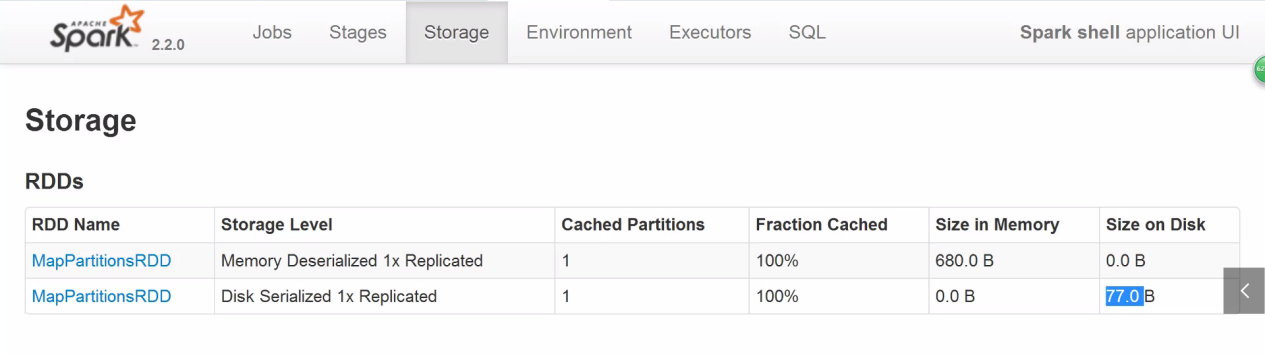 APACHE
Spark 2.2.0 Jobs Stages Storage Environment Executors SQL Spark shell application UI
Storage
RDDs
RDD Name Storage Level Cached Partitions Fraction Cached Size in Memory Size on Disk
MapPartitionsRDD Memory Deserialized 1x Replicated 1 100% 680.0 B 0.0 B
MapPartitionsRDD Disk Serialized 1x Replicated 1 100% 0.0 B 77.0 B